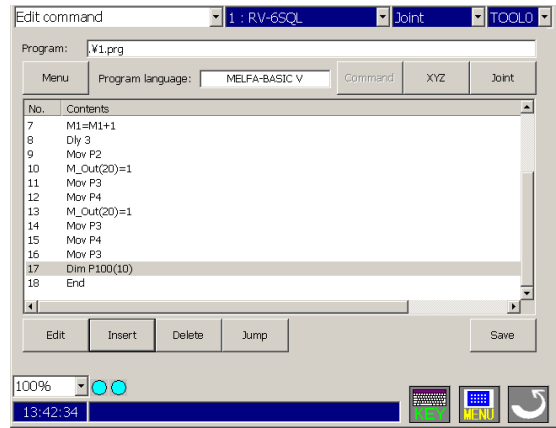 Edit command 1 : RV-6SQL Joint TOOL0
Program: .¥1.prg
Menu Program language: MELFA-BASIC V Command XYZ Joint
No. Contents
7 M1=M1+1
8 Dly 3
9 Mov P2
10 M_Out(20)=1
11 Mov P3
12 Mov P4
13 M_Out(20)=1
14 Mov P3
15 Mov P4
16 Mov P3
17 Dim P100(10)
18 End
Edit Insert Delete Jump Save
100%
13:42:34 KEY MENU